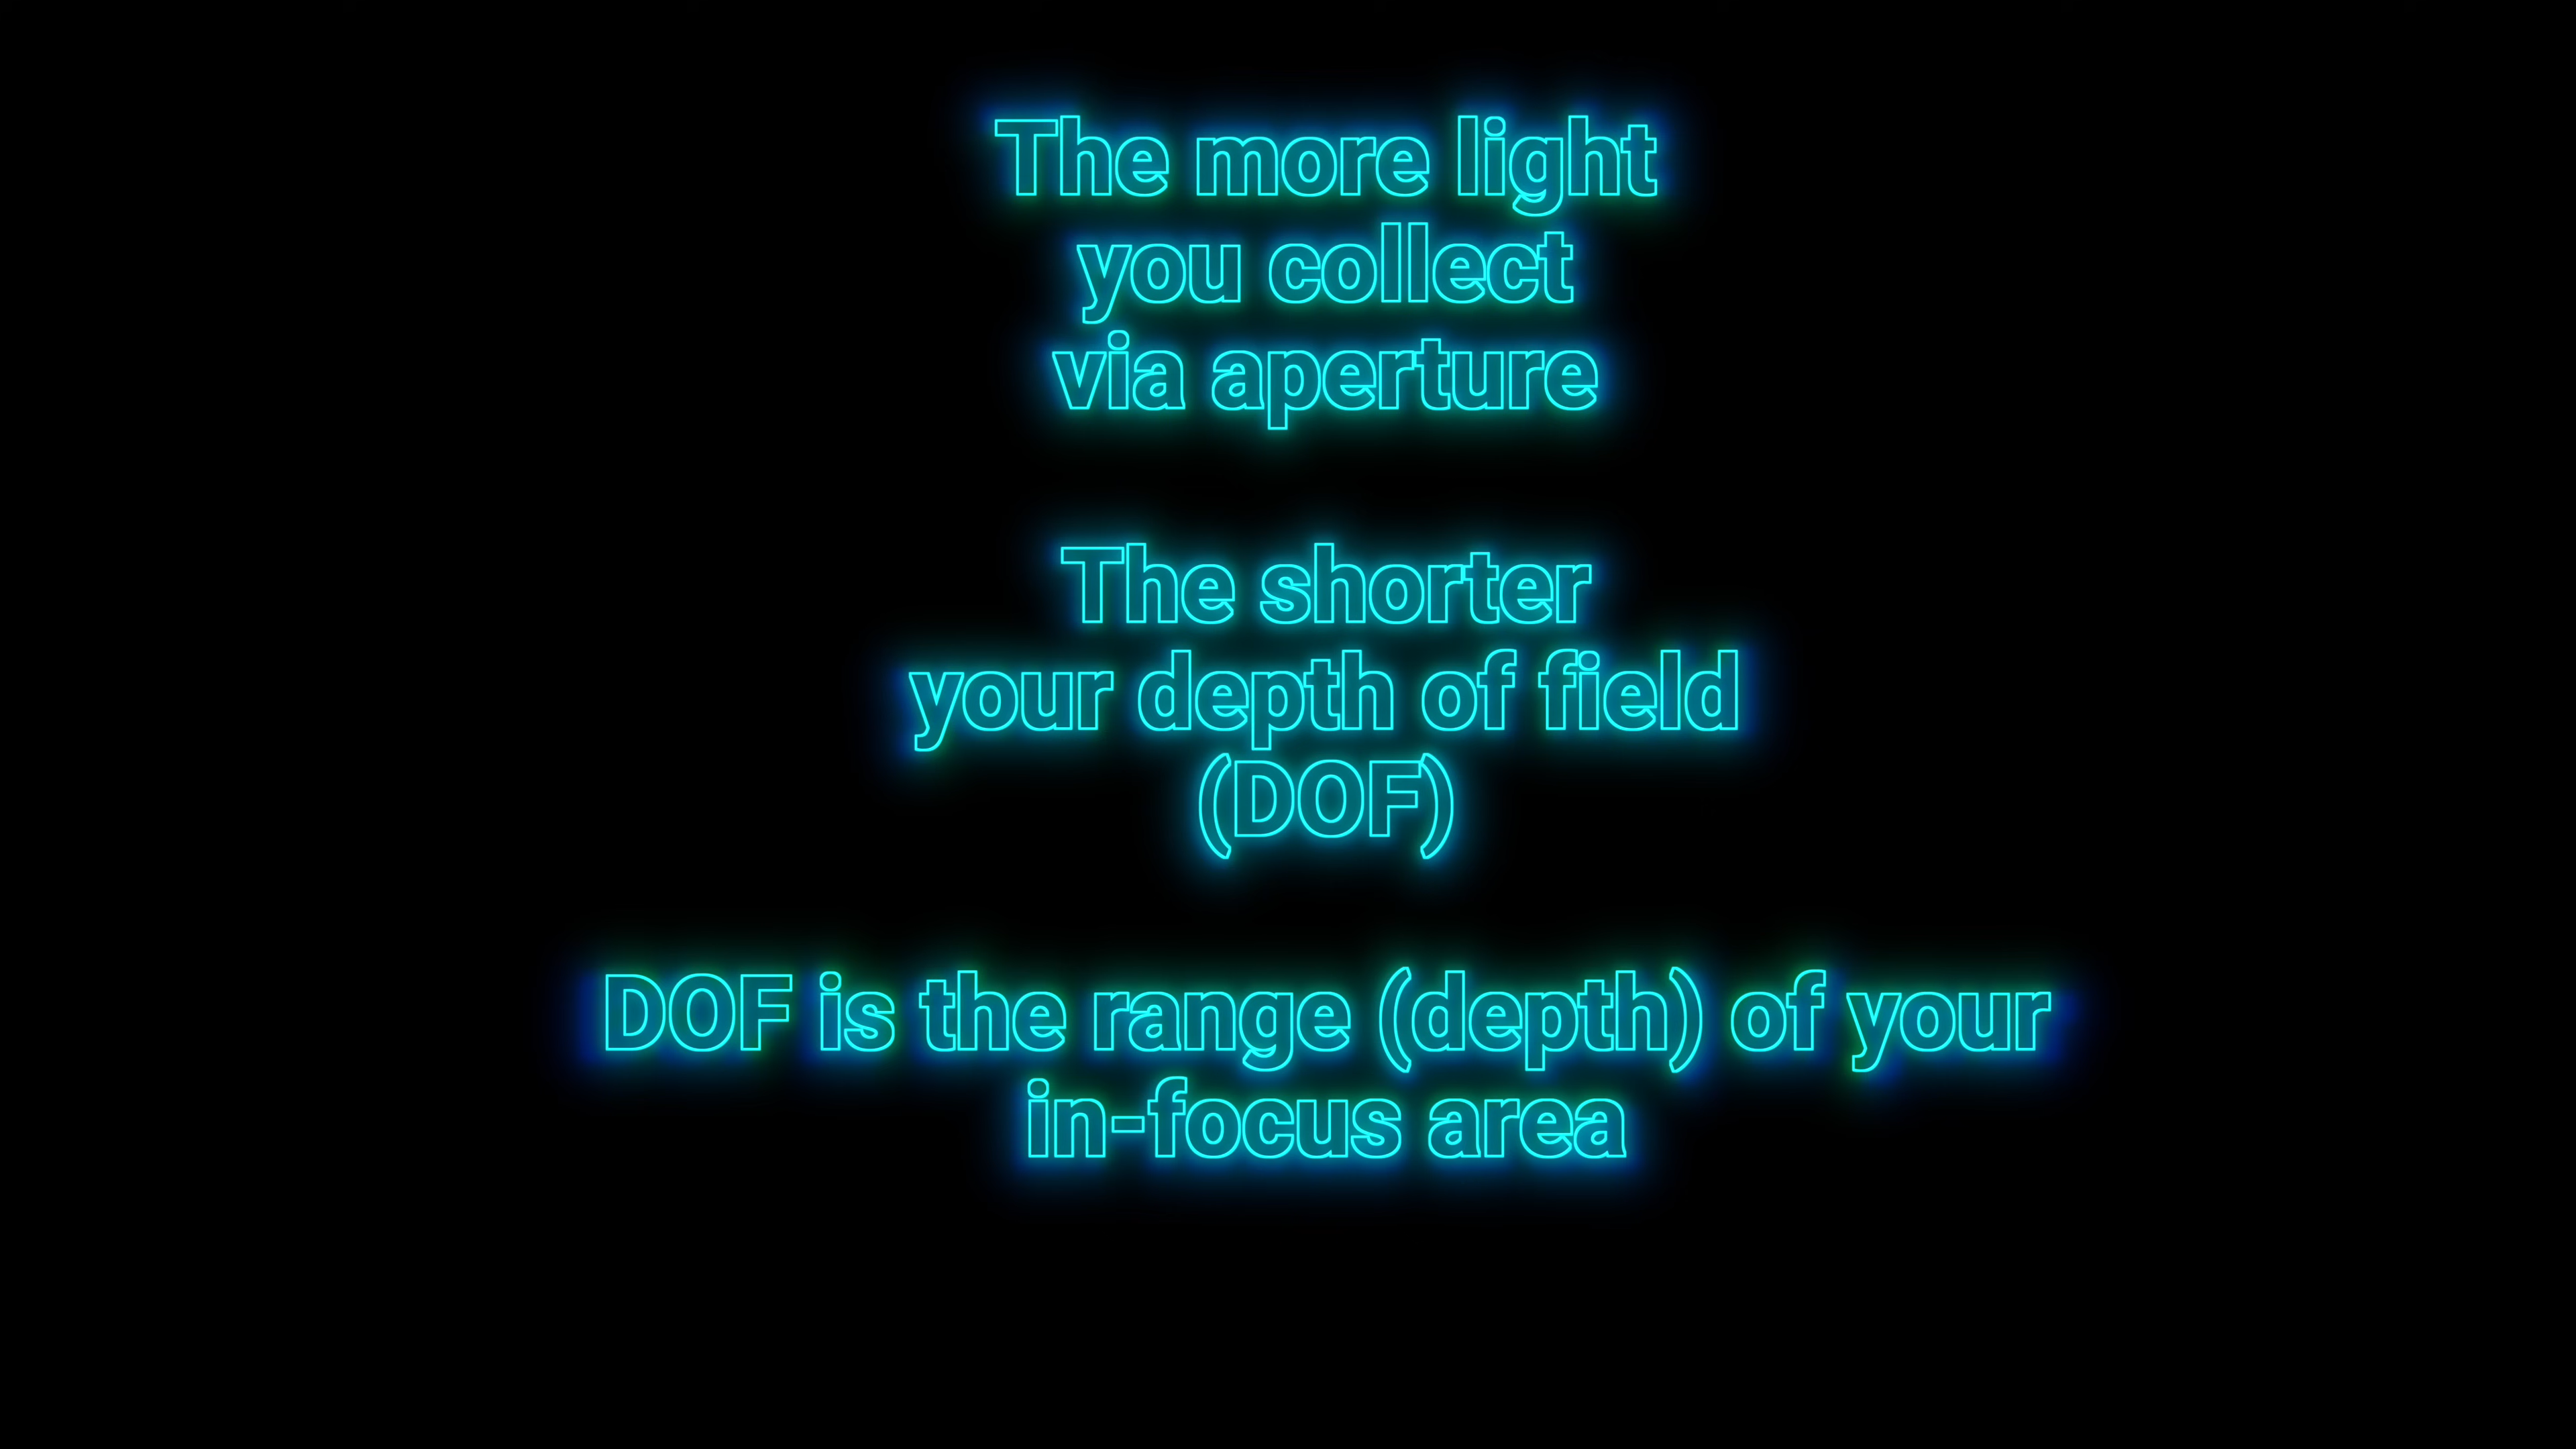 The more light
you collect
via aperture
The shorter
your depth of field
(DOF)
DOF is the range (depth) of your
in-focus area